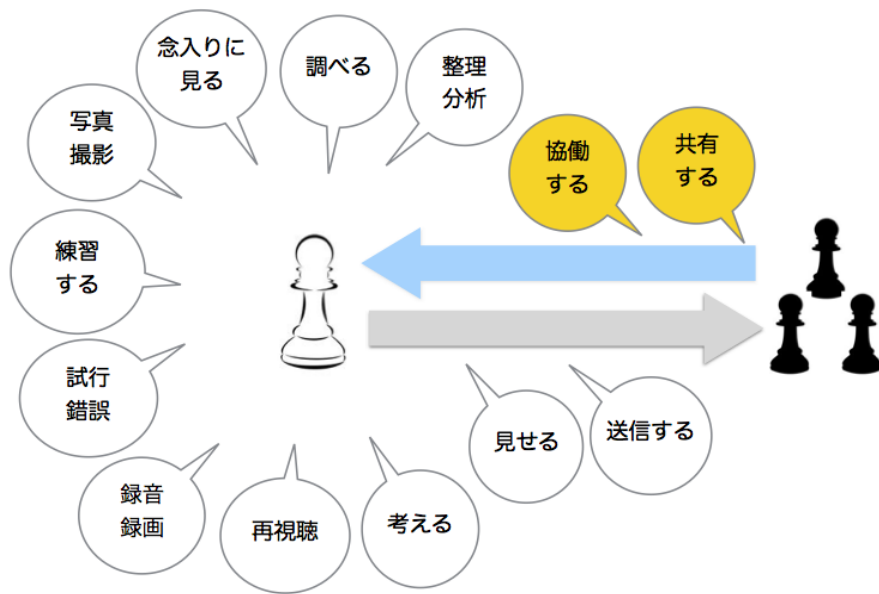 念入りに
見る
調べる
整理
分析
写真
撮影
協働
する
共有
する
練習
する
試行
錯誤
見せる
送信する
録音
録画
再視聴
考える